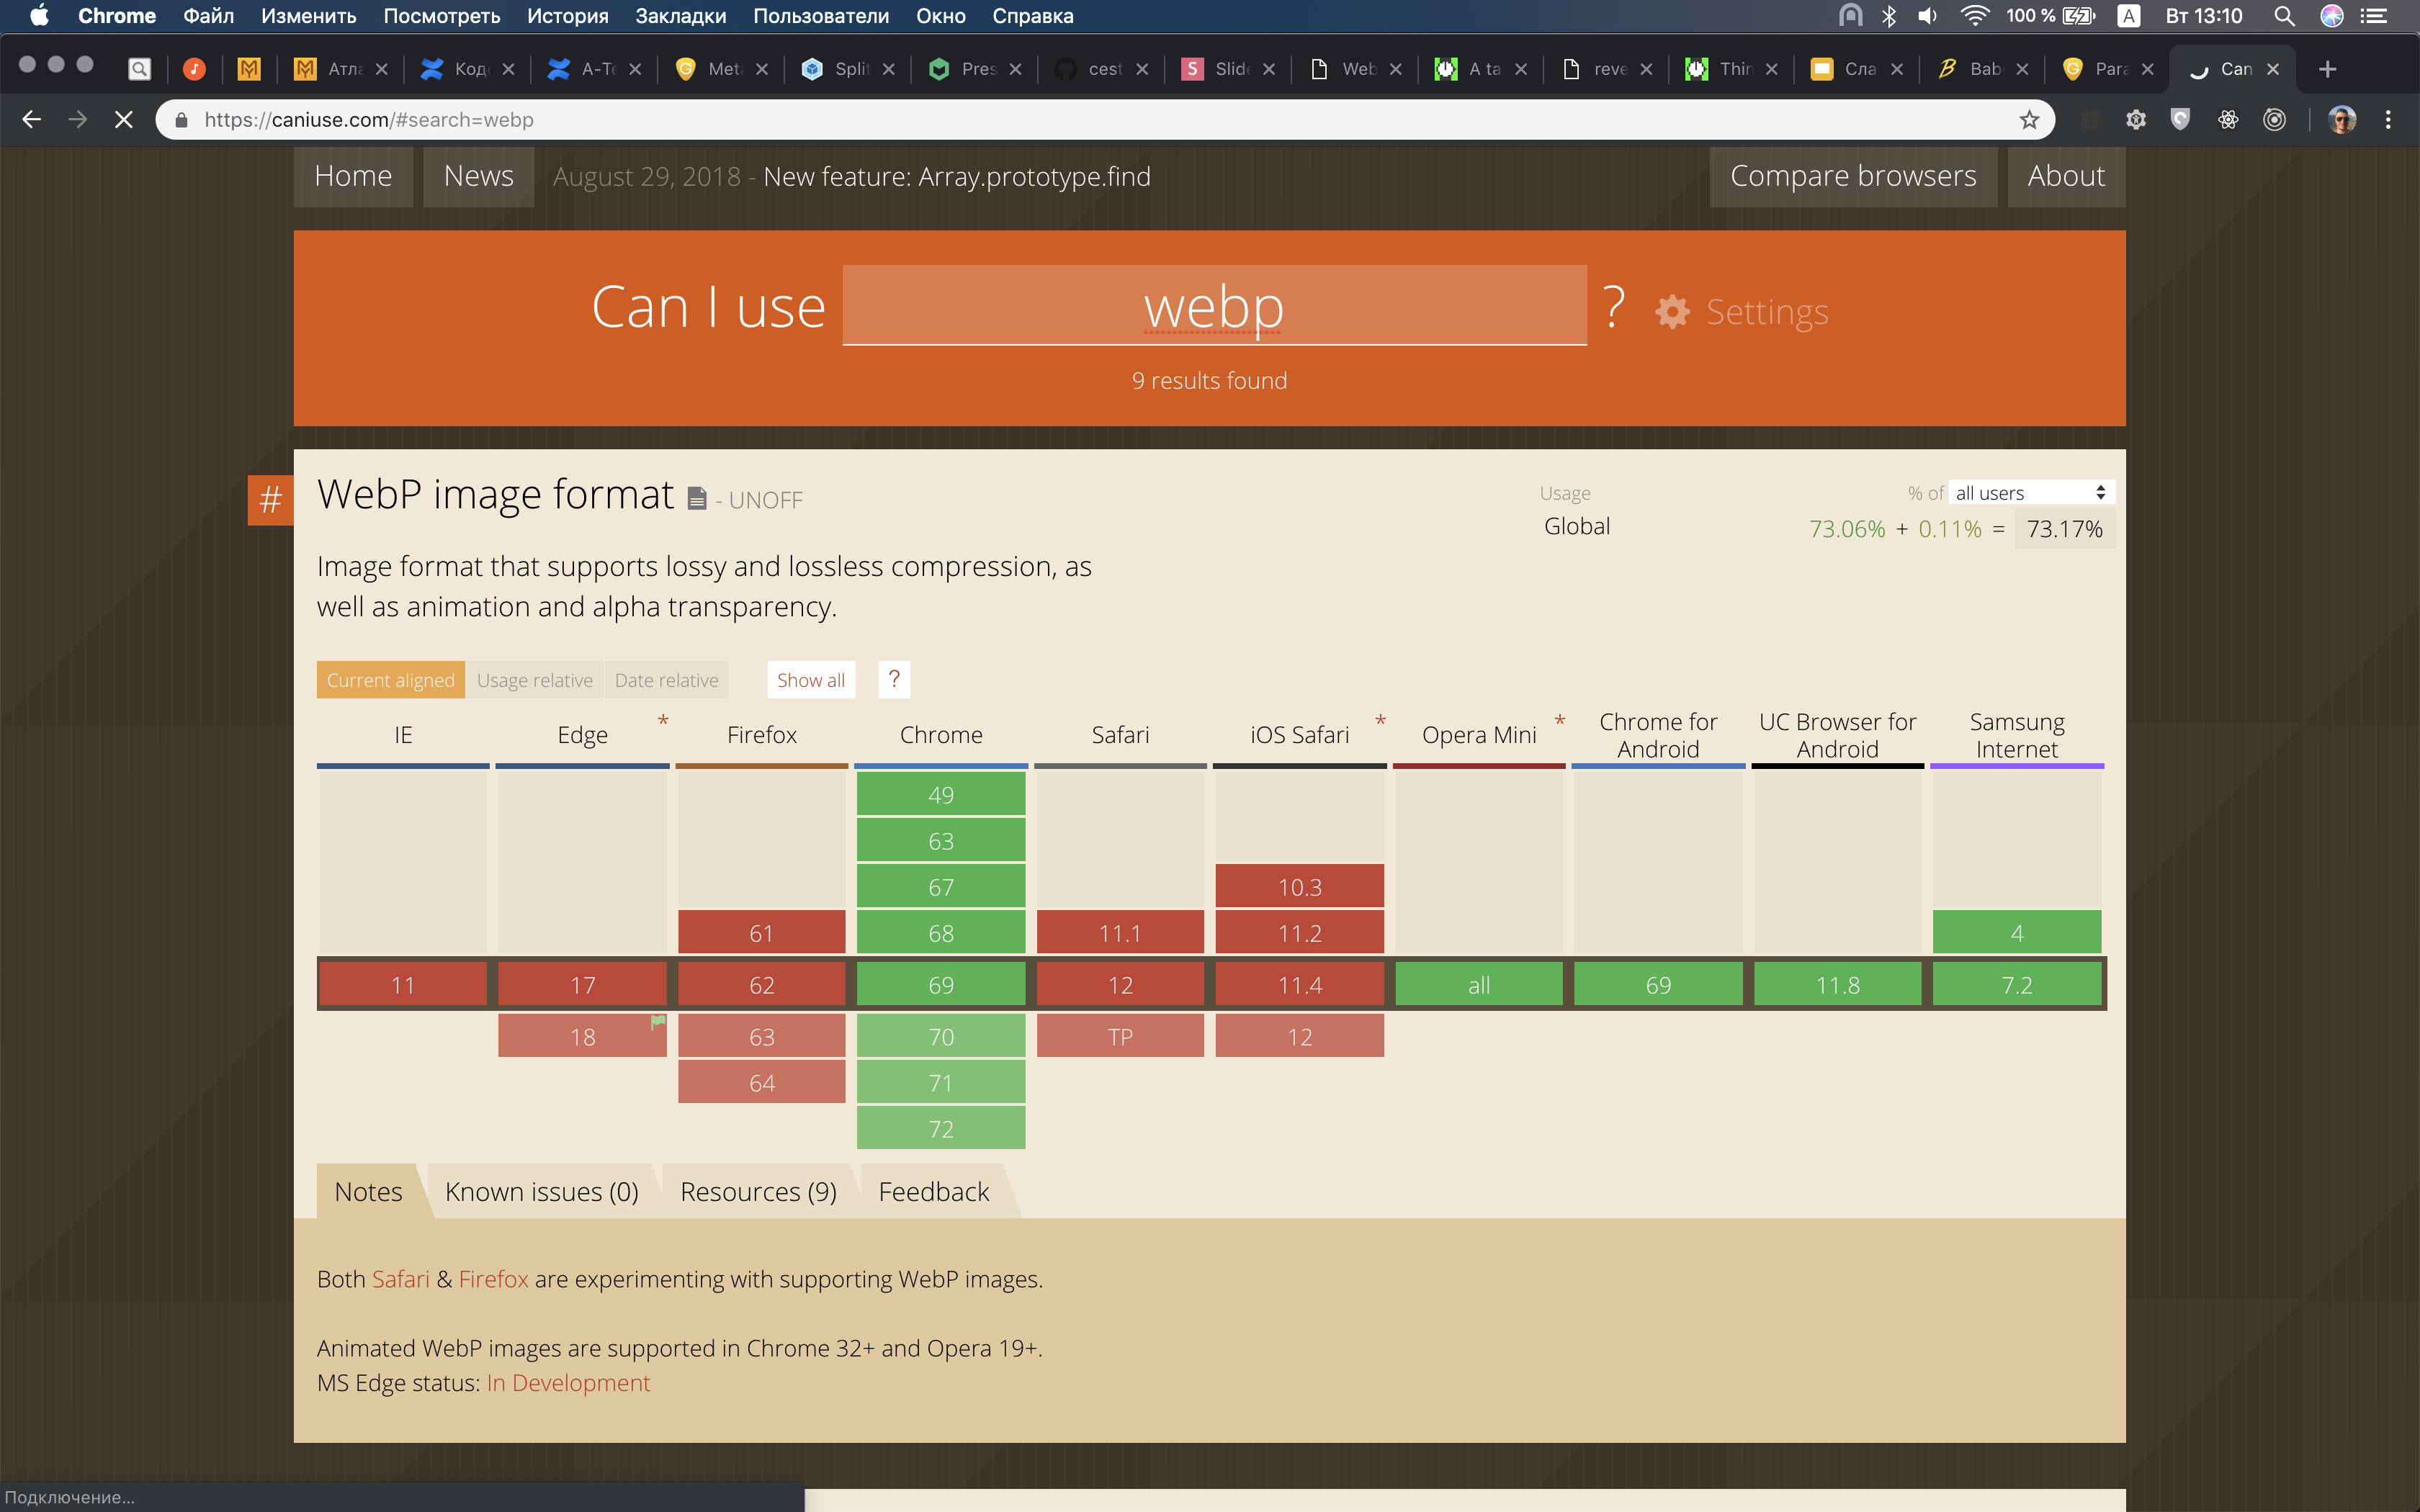 Chrome Файл Изменить Посмотреть История Закладки Пользователи Окно Справка 100 % A Вт 13:10
Атла Код A-Te Meta Split Pres cest Slide Web A ta reve Thin Сла Bab Para Can
https://caniuse.com/#search=webp
Home News August 29, 2018 - New feature: Array.prototype.find Compare browsers About
Can I use webp ? Settings
9 results found
# WebP image format - UNOFF
Usage % of all users
Global 73.06% + 0.11% = 73.17%
Image format that supports lossy and lossless compression, as
well as animation and alpha transparency.
Current aligned Usage relative Date relative Show all ?
IE Edge * Firefox Chrome Safari iOS Safari * Opera Mini * Chrome for Android UC Browser for Android Samsung Internet
49
63
67 10.3
61 68 11.1 11.2 4
11 17 62 69 12 11.4 all 69 11.8 7.2
18 63 70 TP 12
64 71
72
Notes Known issues (0) Resources (9) Feedback
Both Safari & Firefox are experimenting with supporting WebP images.
Animated WebP images are supported in Chrome 32+ and Opera 19+.
MS Edge status: In Development
Подключение...